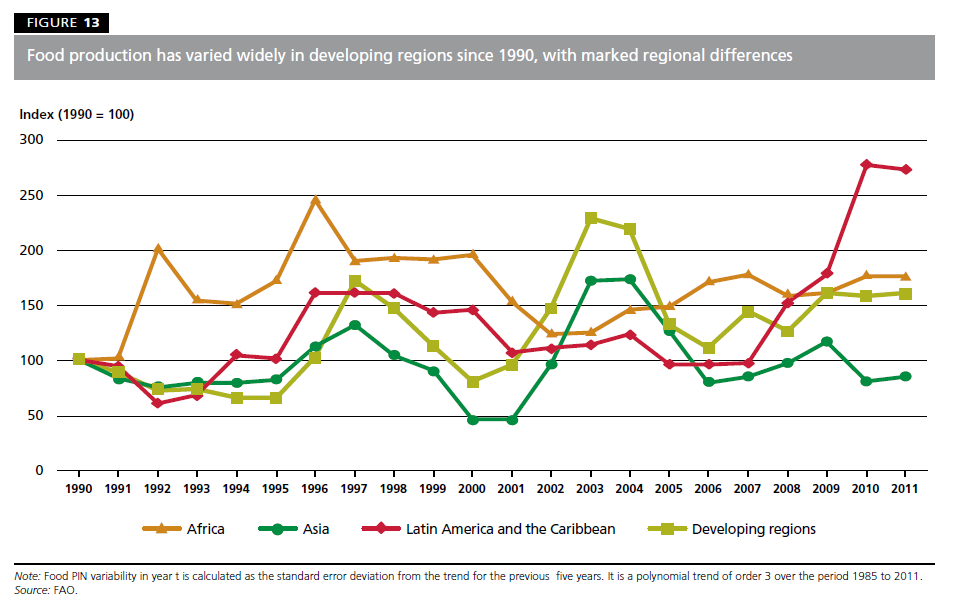 FIGURE 13
Food production has varied widely in developing regions since 1990, with marked regional differences
Index (1990 = 100)
300
250
200
150
100
50
0
1990 1991 1992 1993 1994 1995 1996 1997 1998 1999 2000 2001 2002 2003 2004 2005 2006 2007 2008 2009 2010 2011
Africa Asia Latin America and the Caribbean Developing regions
Note: Food PIN variability in year t is calculated as the standard error deviation from the trend for the previous five years. It is a polynomial trend of order 3 over the period 1985 to 2011.
Source: FAO.